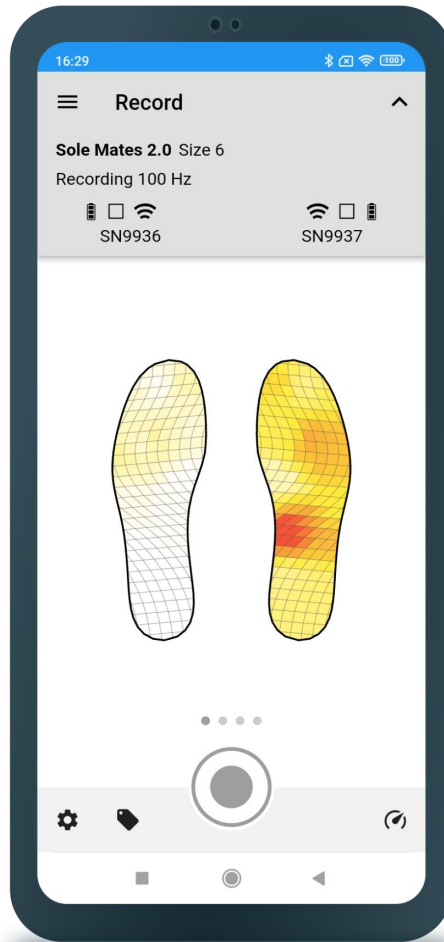 16:29
100
Record
Sole Mates 2.0 Size 6
Recording 100 Hz
SN9936
SN9937